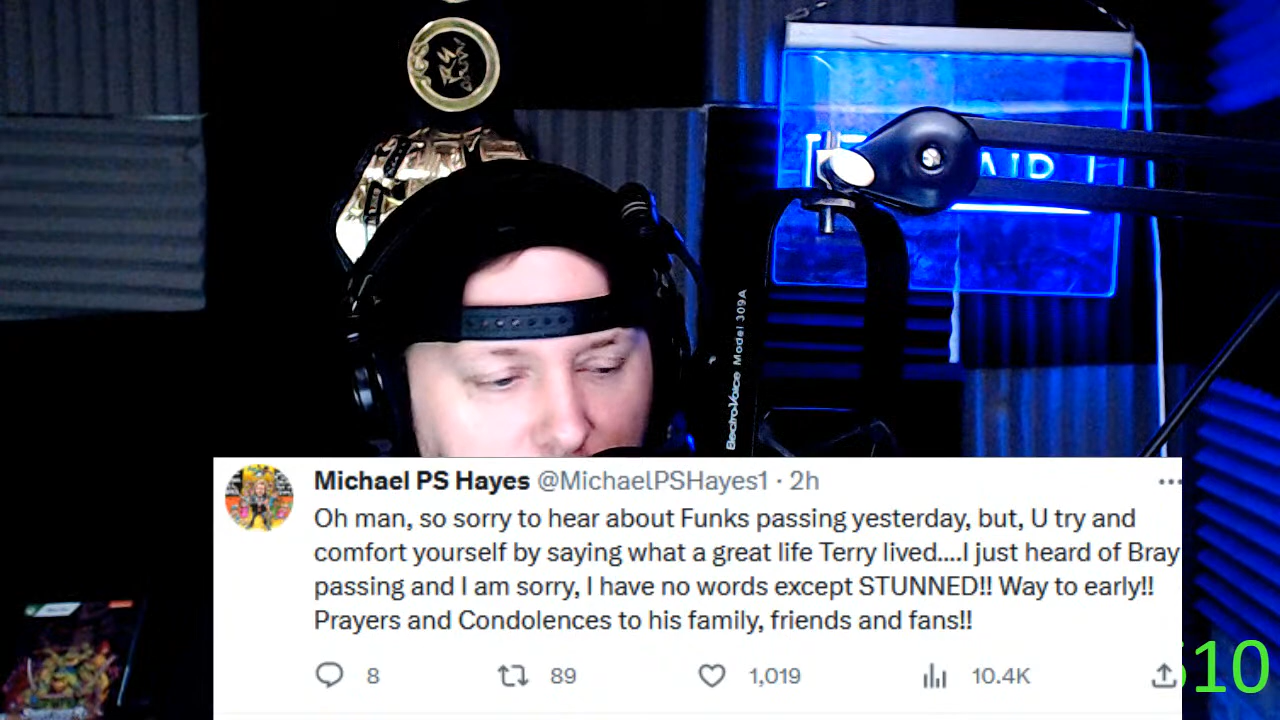 ElectroVoice Model 309A
Michael PS Hayes @MichaelPSHayes1 · 2h
Oh man, so sorry to hear about Funks passing yesterday, but, U try and
comfort yourself by saying what a great life Terry lived....I just heard of Bray
passing and I am sorry, I have no words except STUNNED!! Way to early!!
Prayers and Condolences to his family, friends and fans!!
8 89 1,019 10.4K
510